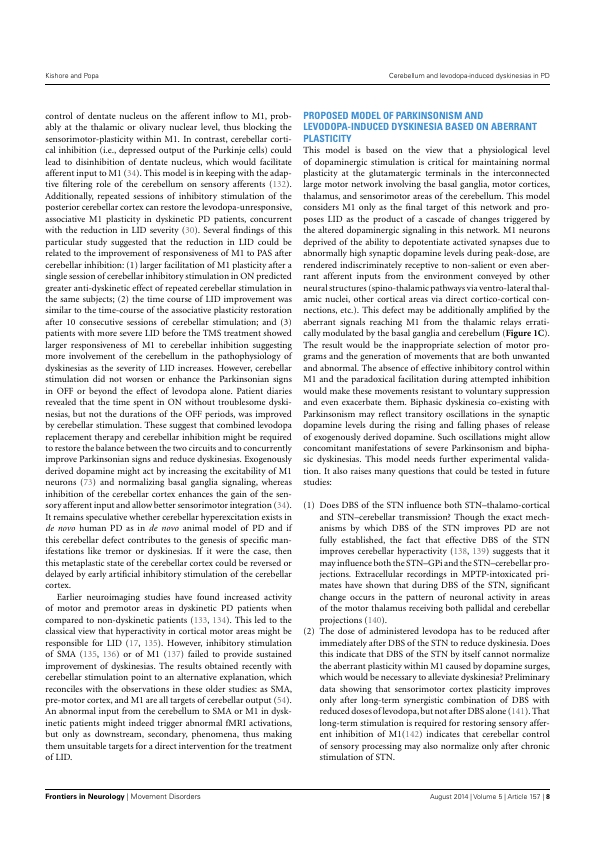 Kishore and Popa
Cerebellum and levodopa-induced dyskinesias in PD
control of dentate nucleus on the afferent inflow to M1, prob-
ably at the thalamic or olivary nuclear level, thus blocking the
sensorimotor-plasticity within M1. In contrast, cerebellar corti-
cal inhibition (i.e., depressed output of the Purkinje cells) could
lead to disinhibition of dentate nucleus, which would facilitate
afferent input to M1 (34). This model is in keeping with the adap-
tive filtering role of the cerebellum on sensory afferents (132).
Additionally, repeated sessions of inhibitory stimulation of the
posterior cerebellar cortex can restore the levodopa-unresponsive,
associative M1 plasticity in dyskinetic PD patients, concurrent
with the reduction in LID severity (30). Several findings of this
particular study suggested that the reduction in LID could be
related to the improvement of responsiveness of M1 to PAS after
cerebellar inhibition: (1) larger facilitation of M1 plasticity after a
single session of cerebellar inhibitory stimulation in ON predicted
greater anti-dyskinetic effect of repeated cerebellar stimulation in
the same subjects; (2) the time course of LID improvement was
similar to the time-course of the associative plasticity restoration
after 10 consecutive sessions of cerebellar stimulation; and (3)
patients with more severe LID before the TMS treatment showed
larger responsiveness of M1 to cerebellar inhibition suggesting
more involvement of the cerebellum in the pathophysiology of
dyskinesias as the severity of LID increases. However, cerebellar
stimulation did not worsen or enhance the Parkinsonian signs
in OFF or beyond the effect of levodopa alone. Patient diaries
revealed that the time spent in ON without troublesome dyski-
nesias, but not the durations of the OFF periods, was improved
by cerebellar stimulation. These suggest that combined levodopa
replacement therapy and cerebellar inhibition might be required
to restore the balance between the two circuits and to concurrently
improve Parkinsonian signs and reduce dyskinesias. Exogenously
derived dopamine might act by increasing the excitability of M1
neurons (73) and normalizing basal ganglia signaling, whereas
inhibition of the cerebellar cortex enhances the gain of the sen-
sory afferent input and allow better sensorimotor integration (34).
It remains speculative whether cerebellar hyperexcitation exists in
de novo human PD as in de novo animal model of PD and if
this cerebellar defect contributes to the genesis of specific man-
ifestations like tremor or dyskinesias. If it were the case, then
this metaplastic state of the cerebellar cortex could be reversed or
delayed by early artificial inhibitory stimulation of the cerebellar
cortex.
Earlier neuroimaging studies have found increased activity
of motor and premotor areas in dyskinetic PD patients when
compared to non-dyskinetic patients (133, 134). This led to the
classical view that hyperactivity in cortical motor areas might be
responsible for LID (17, 135). However, inhibitory stimulation
of SMA (135, 136) or of M1 (137) failed to provide sustained
improvement of dyskinesias. The results obtained recently with
cerebellar stimulation point to an alternative explanation, which
reconciles with the observations in these older studies: as SMA,
pre-motor cortex, and M1 are all targets of cerebellar output (54).
An abnormal input from the cerebellum to SMA or M1 in dysk-
inetic patients might indeed trigger abnormal fMRI activations,
but only as downstream, secondary, phenomena, thus making
them unsuitable targets for a direct intervention for the treatment
of LID.
PROPOSED MODEL OF PARKINSONISM AND
LEVODOPA-INDUCED DYSKINESIA BASED ON ABERRANT
PLASTICITY
This model is based on the view that a physiological level
of dopaminergic stimulation is critical for maintaining normal
plasticity at the glutamatergic terminals in the interconnected
large motor network involving the basal ganglia, motor cortices,
thalamus, and sensorimotor areas of the cerebellum. This model
considers M1 only as the final target of this network and pro-
poses LID as the product of a cascade of changes triggered by
the altered dopaminergic signaling in this network. M1 neurons
deprived of the ability to depotentiate activated synapses due to
abnormally high synaptic dopamine levels during peak-dose, are
rendered indiscriminately receptive to non-salient or even aber-
rant afferent inputs from the environment conveyed by other
neural structures (spino-thalamic pathways via ventro-lateral thal-
amic nuclei, other cortical areas via direct cortico-cortical con-
nections, etc.). This defect may be additionally amplified by the
aberrant signals reaching M1 from the thalamic relays errati-
cally modulated by the basal ganglia and cerebellum (Figure 1C).
The result would be the inappropriate selection of motor pro-
grams and the generation of movements that are both unwanted
and abnormal. The absence of effective inhibitory control within
M1 and the paradoxical facilitation during attempted inhibition
would make these movements resistant to voluntary suppression
and even exacerbate them. Biphasic dyskinesia co-existing with
Parkinsonism may reflect transitory oscillations in the synaptic
dopamine levels during the rising and falling phases of release
of exogenously derived dopamine. Such oscillations might allow
concomitant manifestations of severe Parkinsonism and bipha-
sic dyskinesias. This model needs further experimental valida-
tion. It also raises many questions that could be tested in future
studies:
(1) Does DBS of the STN influence both STN–thalamo-cortical
and STN–cerebellar transmission? Though the exact mech-
anisms by which DBS of the STN improves PD are not
fully established, the fact that effective DBS of the STN
improves cerebellar hyperactivity (138, 139) suggests that it
may influence both the STN–GPi and the STN–cerebellar pro-
jections. Extracellular recordings in MPTP-intoxicated pri-
mates have shown that during DBS of the STN, significant
change occurs in the pattern of neuronal activity in areas
of the motor thalamus receiving both pallidal and cerebellar
projections (140).
(2) The dose of administered levodopa has to be reduced after
immediately after DBS of the STN to reduce dyskinesia. Does
this indicate that DBS of the STN by itself cannot normalize
the aberrant plasticity within M1 caused by dopamine surges,
which would be necessary to alleviate dyskinesia? Preliminary
data showing that sensorimotor cortex plasticity improves
only after long-term synergistic combination of DBS with
reduced doses of levodopa, but not after DBS alone (141). That
long-term stimulation is required for restoring sensory affer-
ent inhibition of M1(142) indicates that cerebellar control
of sensory processing may also normalize only after chronic
stimulation of STN.
Frontiers in Neurology | Movement Disorders
August 2014 | Volume 5 | Article 157 | 8